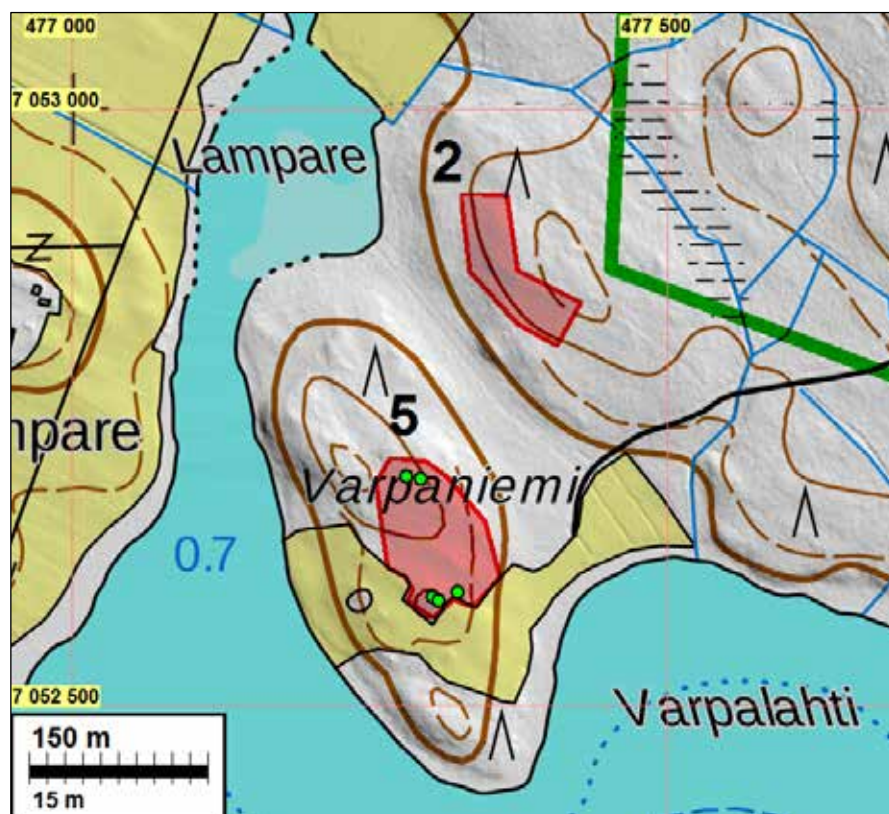 477 000
477 500
7 053 000
Lampare
2
Z
5
mpare
Varpaniemi
0.7
7 052 500
Varpalahti
150 m
15 m